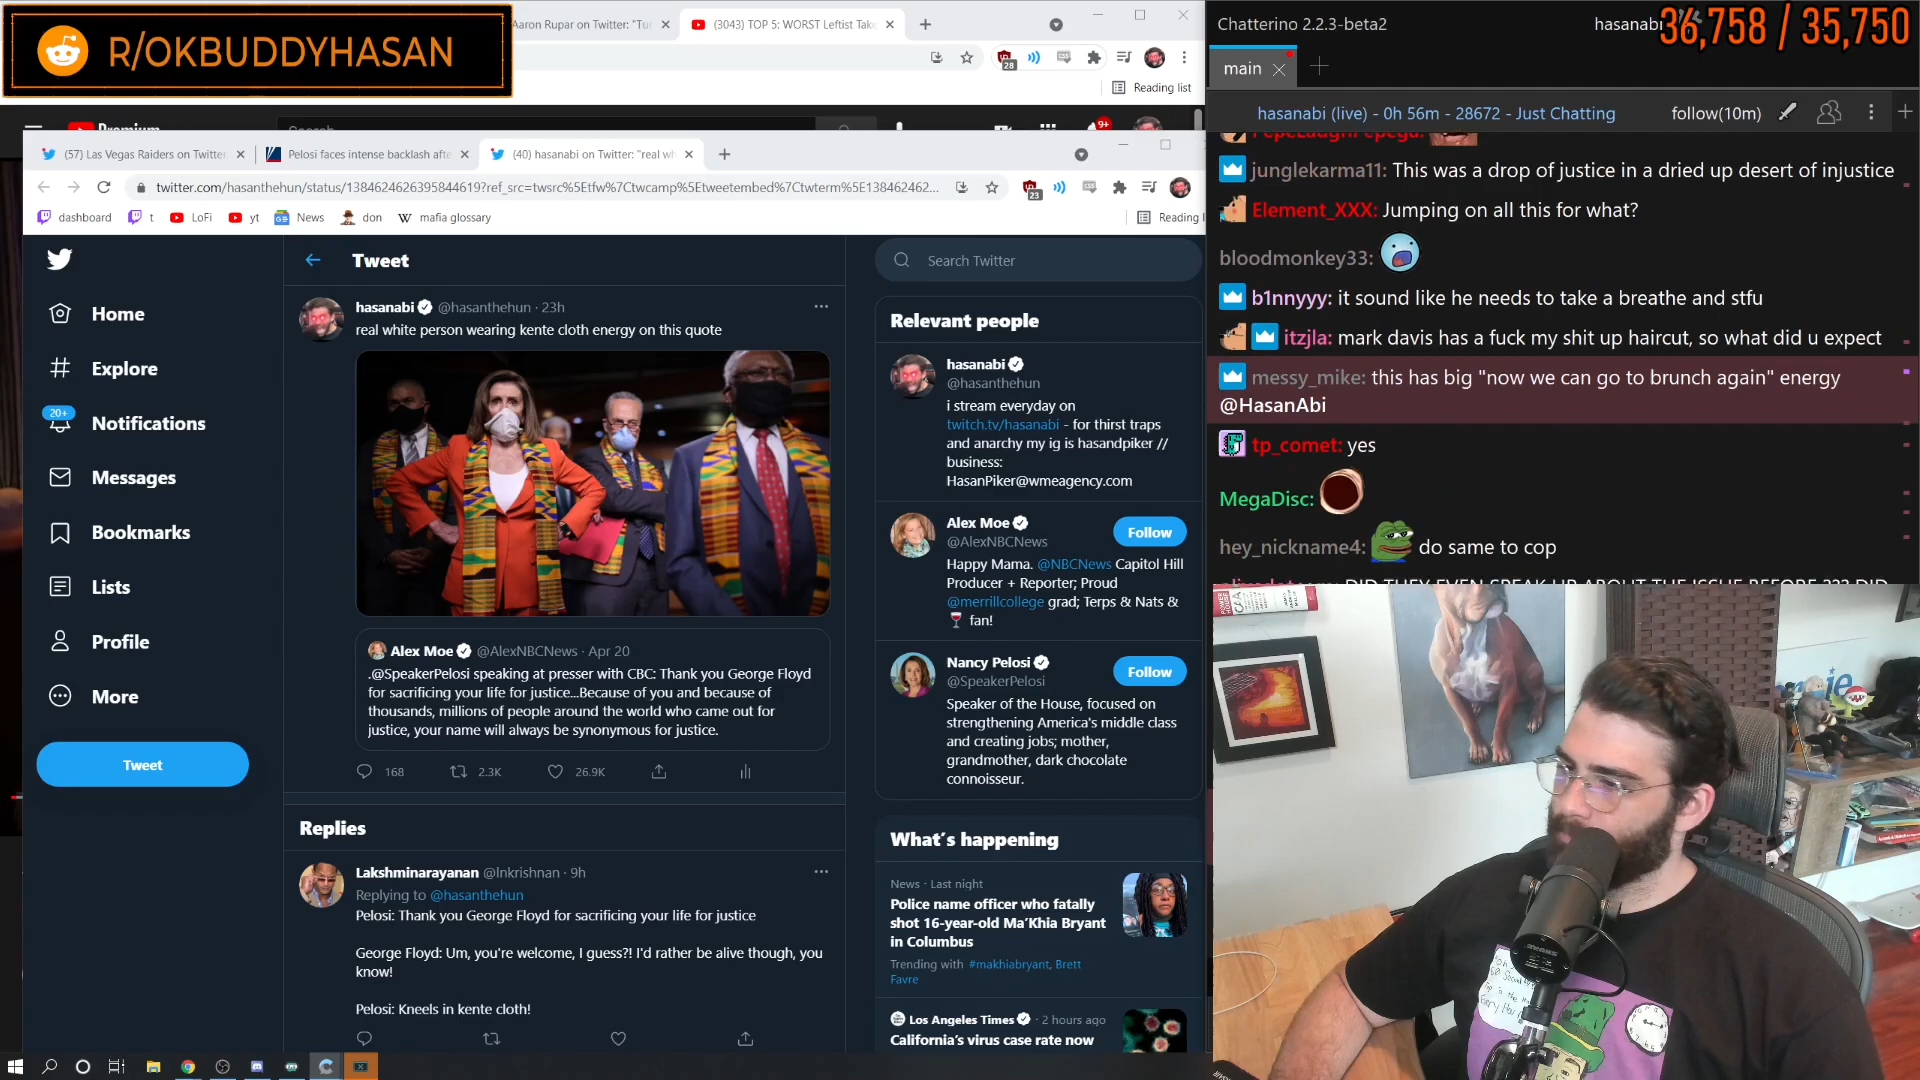 R/OKBUDDYHASAN
Aaron Rupar on Twitter: "Tu
(3043) TOP 5: WORST Leftist Take
28
Reading list
Premium
Search
9+
(57) Las Vegas Raiders on Twitter
Pelosi faces intense backlash afte
(40) hasanabi on Twitter: "real wh
twitter.com/hasanthehun/status/1384624626395844619?ref_src=twsrc%5Etfw%7Ctwcamp%5Etweetembed%7Ctwterm%5E138462462...
23
dashboard
t
LoFi
yt
News
don
mafia glossary
Reading l
Home
Explore
20+
Notifications
Messages
Bookmarks
Lists
Profile
More
Tweet
Tweet
hasanabi @hasanthehun · 23h
real white person wearing kente cloth energy on this quote
Alex Moe @AlexNBCNews · Apr 20
.@SpeakerPelosi speaking at presser with CBC: Thank you George Floyd
for sacrificing your life for justice...Because of you and because of
thousands, millions of people around the world who came out for
justice, your name will always be synonymous for justice.
168
2.3K
26.9K
Replies
Lakshminarayanan @lnkrishnan · 9h
Replying to @hasanthehun
Pelosi: Thank you George Floyd for sacrificing your life for justice
George Floyd: Um, you're welcome, I guess?! I'd rather be alive though, you
know!
Pelosi: Kneels in kente cloth!
Search Twitter
Relevant people
hasanabi
@hasanthehun
i stream everyday on
twitch.tv/hasanabi - for thirst traps
and anarchy my ig is hasandpiker //
business:
HasanPiker@wmeagency.com
Alex Moe
@AlexNBCNews
Follow
Happy Mama. @NBCNews Capitol Hill
Producer + Reporter; Proud
@merrillcollege grad; Terps & Nats &
fan!
Nancy Pelosi
@SpeakerPelosi
Follow
Speaker of the House, focused on
strengthening America's middle class
and creating jobs; mother,
grandmother, dark chocolate
connoisseur.
What's happening
News · Last night
Police name officer who fatally
shot 16-year-old Ma'Khia Bryant
in Columbus
Trending with #makhiabryant, Brett
Favre
Los Angeles Times · 2 hours ago
California's virus case rate now
Chatterino 2.2.3-beta2
hasanabi
36,758 / 35,750
main
hasanabi (live) - 0h 56m - 28672 - Just Chatting
follow(10m)
junglekarma11: This was a drop of justice in a dried up desert of injustice
Element_XXX: Jumping on all this for what?
bloodmonkey33:
b1nnyyy: it sound like he needs to take a breathe and stfu
itzjla: mark davis has a fuck my shit up haircut, so what did u expect
messy_mike: this has big "now we can go to brunch again" energy
@HasanAbi
tp_comet: yes
MegaDisc:
hey_nickname4: do same to cop
DID THEY EVEN SPEAK UP ABOUT THE ISSUE BEFORE ??? DID